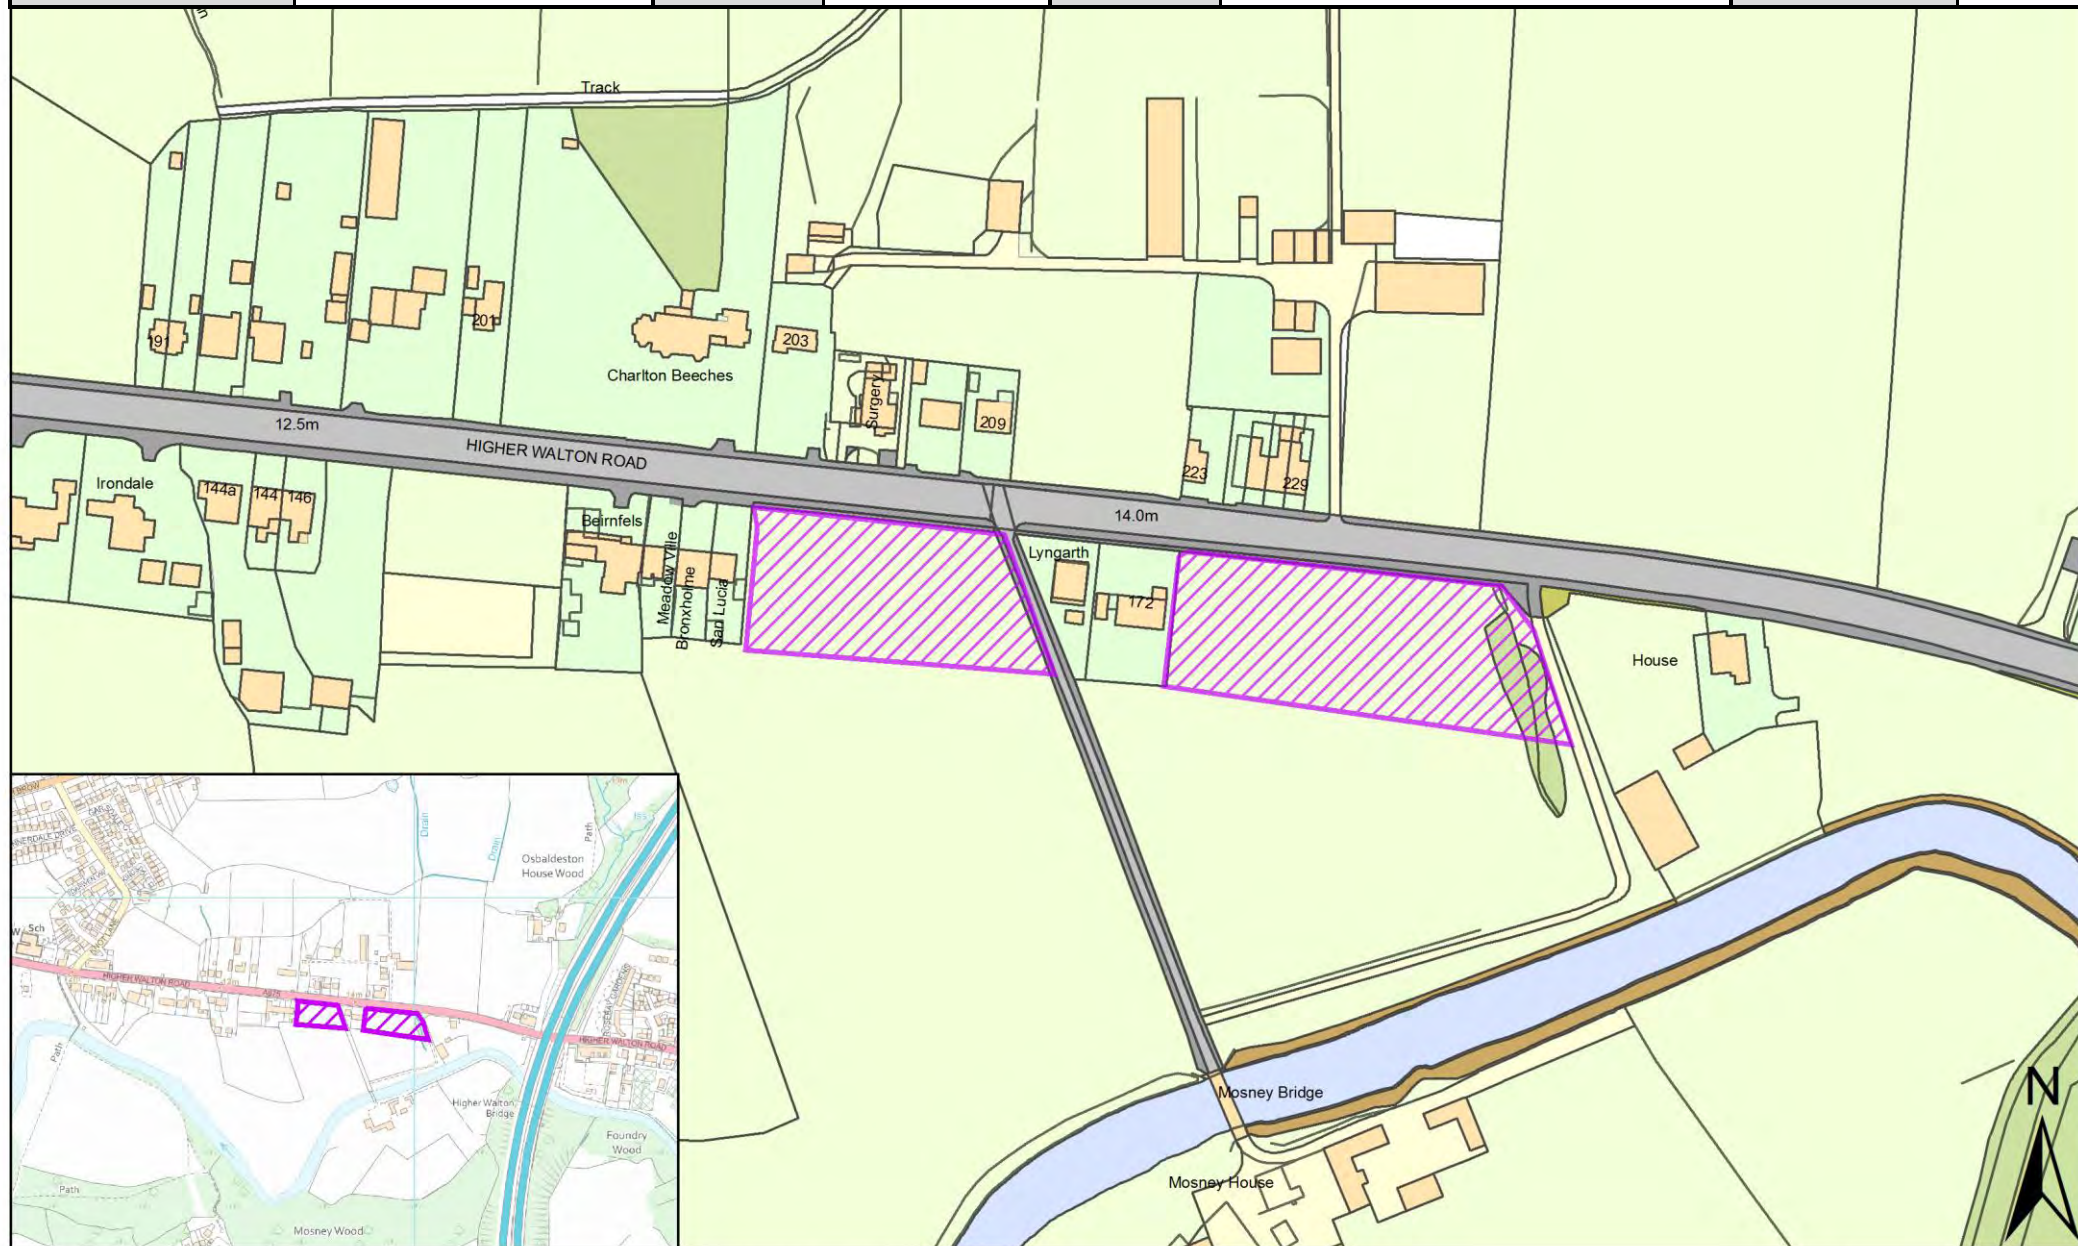 Track
191
201
203
Charlton Beeches
Surgery
209
12.5m
HIGHER WALTON ROAD
223
229
Irondale
144a
144
146
Beirnfels
Meadow Ville
Bronxholme
San Lucia
14.0m
Lyngarth
172
House
Mosney Bridge
Mosney House
N
Drain
Drain
Path
Osbaldeston
House Wood
Sch
HIGHER WALTON ROAD
HIGHER WALTON ROAD
Path
Higher Walton
Bridge
Foundry
Wood
Path
Mosney Wood